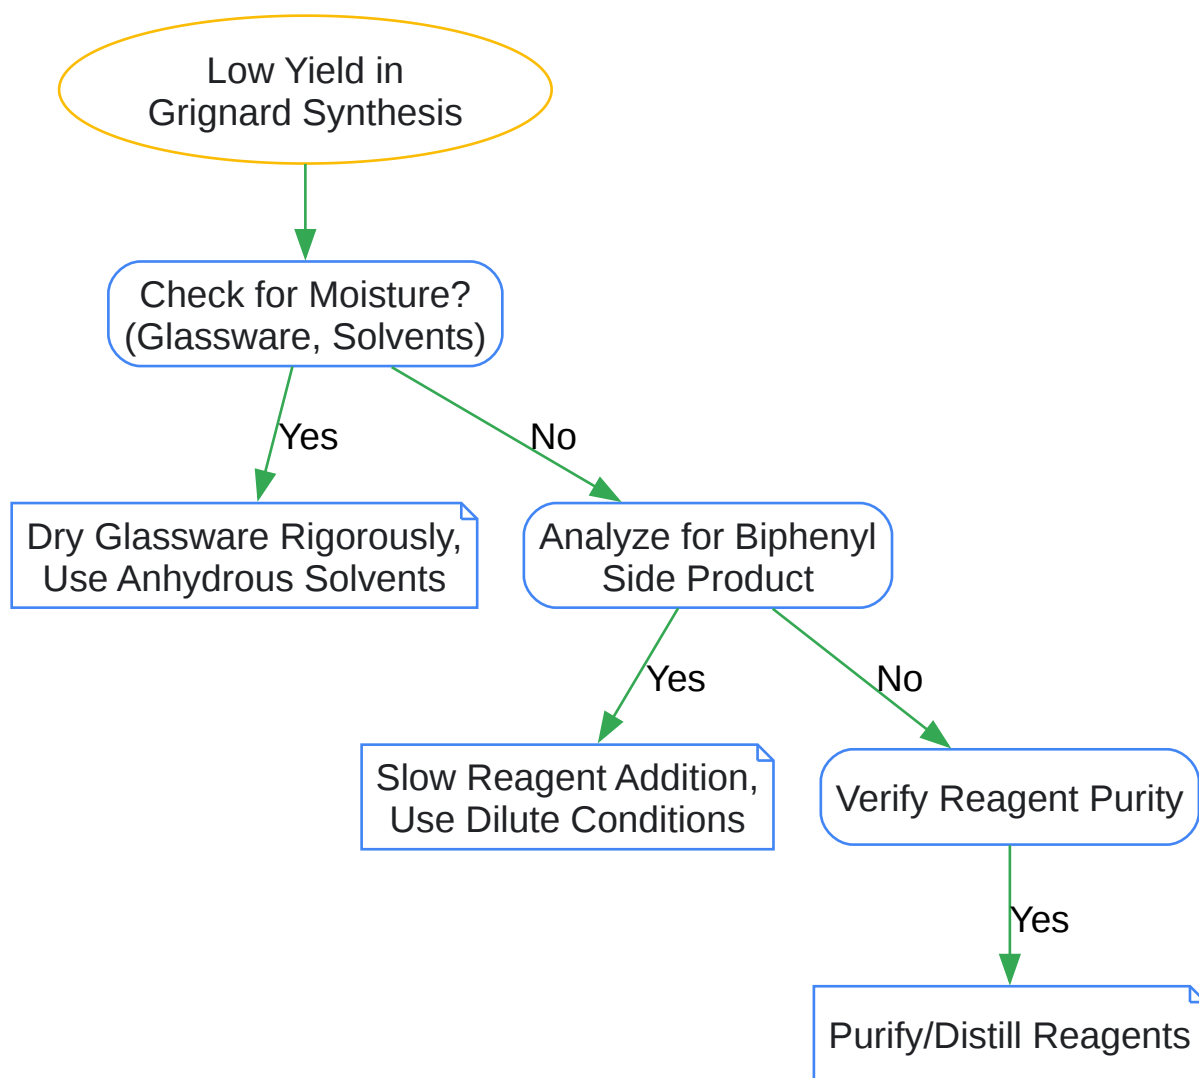 Low Yield in
Grignard Synthesis
Check for Moisture?
(Glassware, Solvents)
Yes
No
Dry Glassware Rigorously,
Use Anhydrous Solvents
Analyze for Biphenyl
Side Product
Yes
No
Slow Reagent Addition,
Use Dilute Conditions
Verify Reagent Purity
Yes
Purify/Distill Reagents